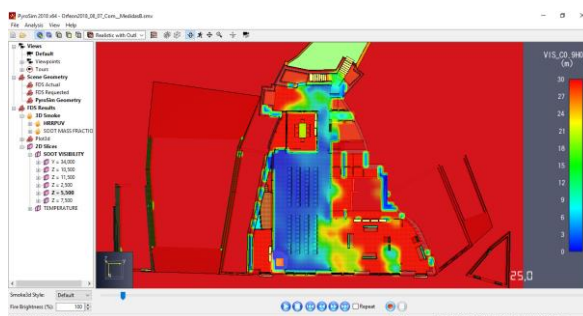 PyroSim 2018 x64 - Drfezei2018_08_07_Com__MedidasB.smv
File Analysis View Help
Realistic with Outl
Views
Default
Viewpoints
Tours
Scene Geometry
FDS Actual
FDS Requested
PyroSim Geometry
FDS Results
3D Smoke
HRRPUV
SOOT MASS FRACTIO
Plot3d
2D Slices
SOOT VISIBILITY
Y = 34,000
Z = 10,500
Z = 11,500
Z = 2,500
Z = 5,500
Z = 7,500
TEMPERATURE
VIS_C0_9H0
(m)
30
27
24
21
18
15
12
9
6
3
0
25,0
Smoke3d Style: Default
Fire Brightness (%): 100
Repeat